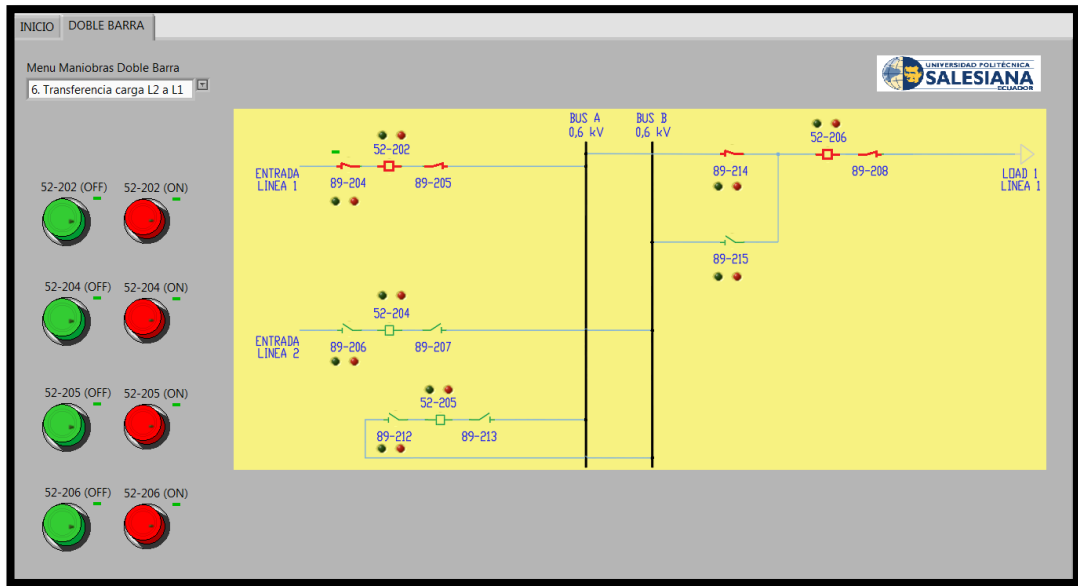 INICIO
DOBLE BARRA
Menu Maniobras Doble Barra
6. Transferencia carga L2 a L1
UNIVERSIDAD POLITÉCNICA
SALESIANA
ECUADOR
BUS A
0,6 kV
BUS B
0,6 kV
52-202
52-206
ENTRADA
LINEA 1
89-204
89-205
89-214
89-208
LOAD 1
LINEA 1
52-202 (OFF)
52-202 (ON)
89-215
52-204 (OFF)
52-204 (ON)
52-204
ENTRADA
LINEA 2
89-206
89-207
52-205 (OFF)
52-205 (ON)
52-205
89-212
89-213
52-206 (OFF)
52-206 (ON)